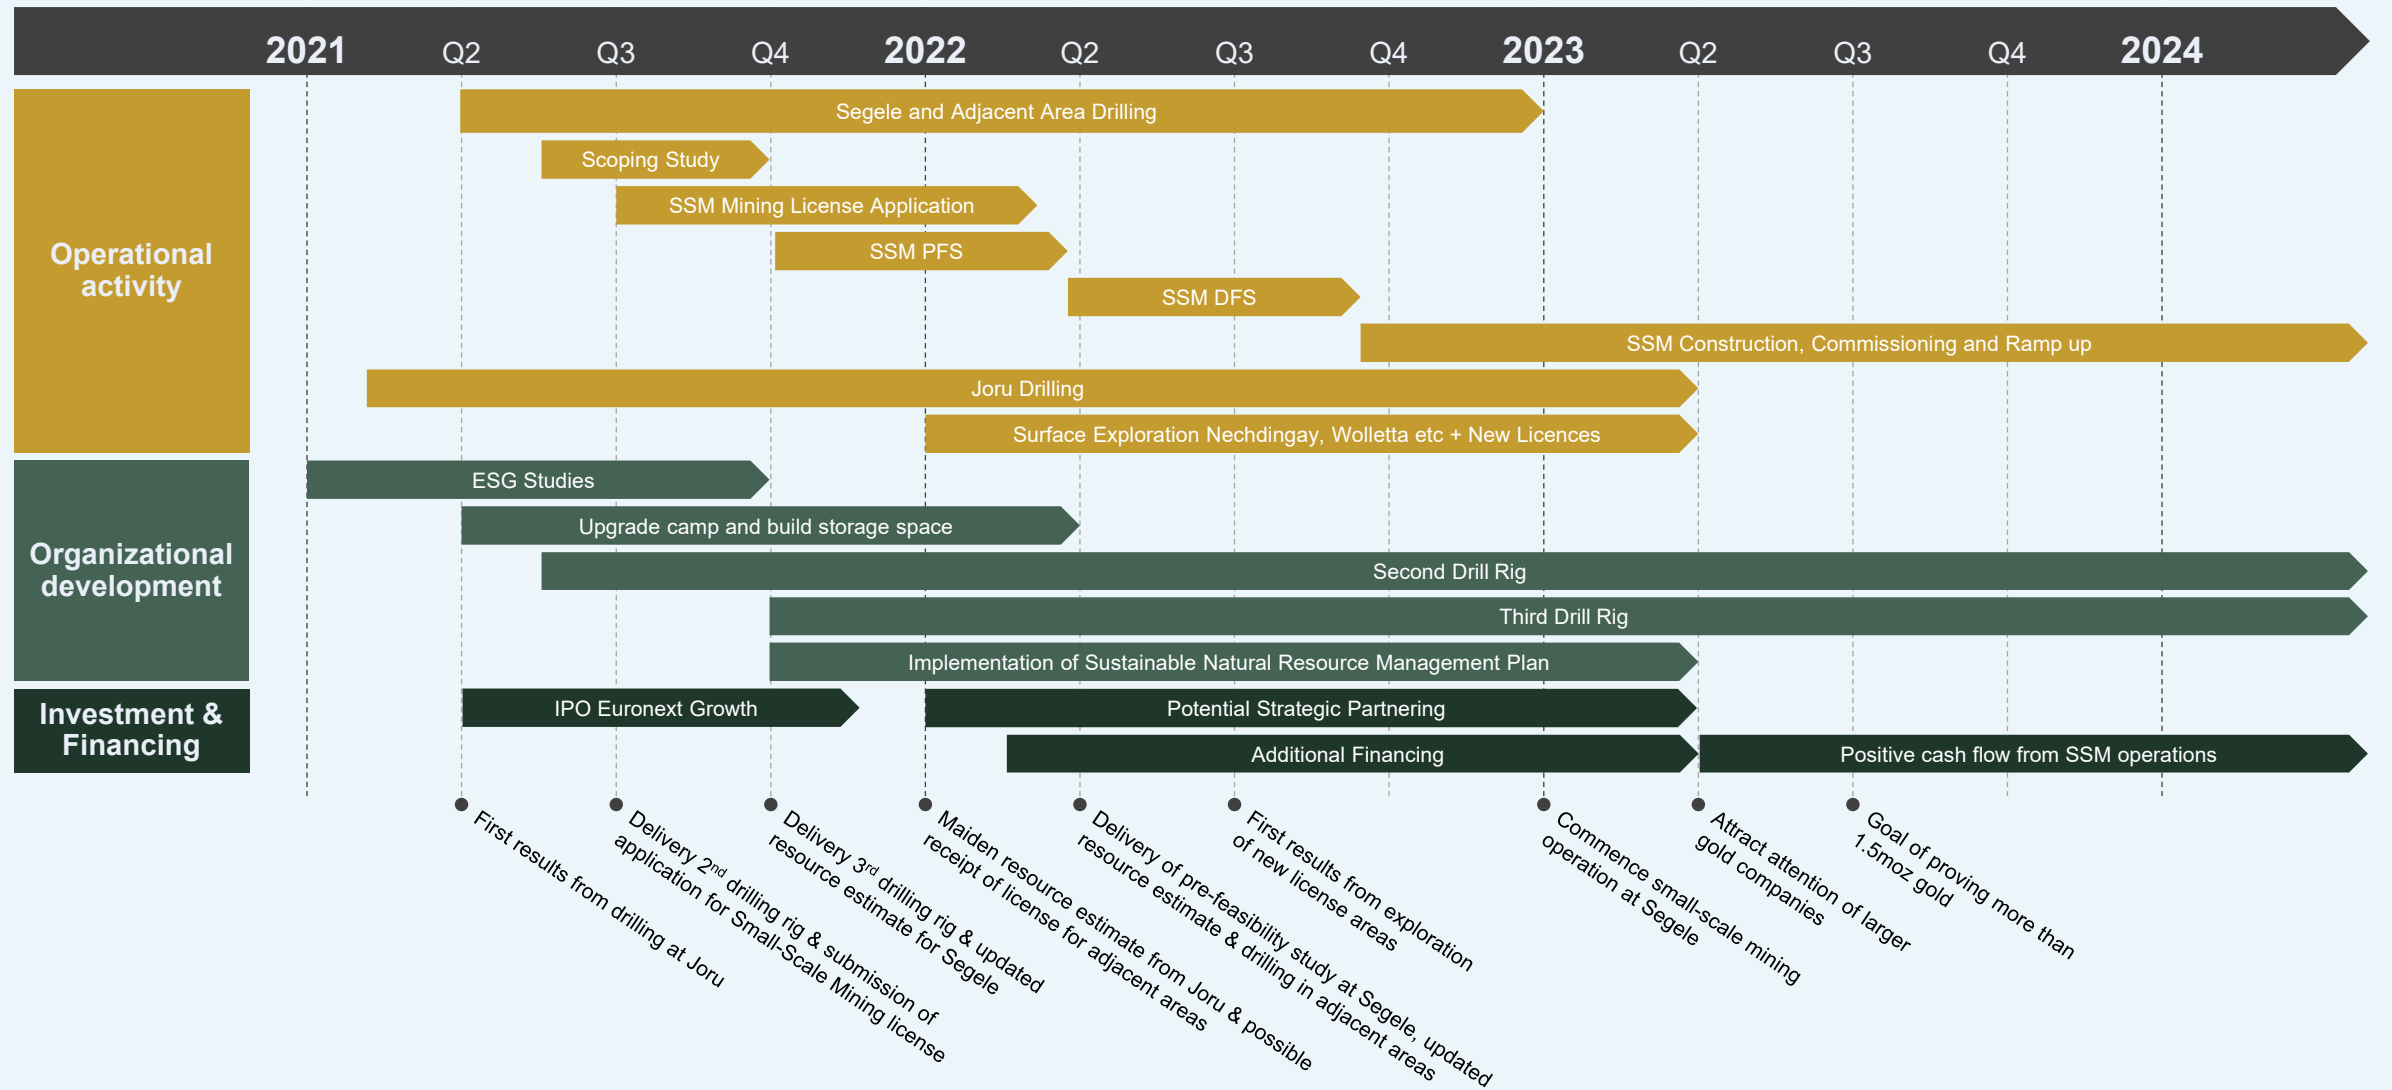 2021 Q2 Q3 Q4 2022 Q2 Q3 Q4 2023 Q2 Q3 Q4 2024
Operational
activity
Segele and Adjacent Area Drilling
Scoping Study
SSM Mining License Application
SSM PFS
SSM DFS
SSM Construction, Commissioning and Ramp up
Joru Drilling
Surface Exploration Nechdingay, Wolletta etc + New Licences
Organizational
development
ESG Studies
Upgrade camp and build storage space
Second Drill Rig
Third Drill Rig
Implementation of Sustainable Natural Resource Management Plan
Investment &
Financing
IPO Euronext Growth
Potential Strategic Partnering
Additional Financing
Positive cash flow from SSM operations
First results from drilling at Joru
Delivery 2nd drilling rig & submission of
application for Small-Scale Mining license
Delivery 3rd drilling rig & updated
resource estimate for Segele
Maiden resource estimate from Joru & possible
receipt of license for adjacent areas
Delivery of pre-feasibility study at Segele, updated
resource estimate & drilling in adjacent areas
First results from exploration
of new license areas
Commence small-scale mining
operation at Segele
Attract attention of larger
gold companies
Goal of proving more than
1.5moz gold